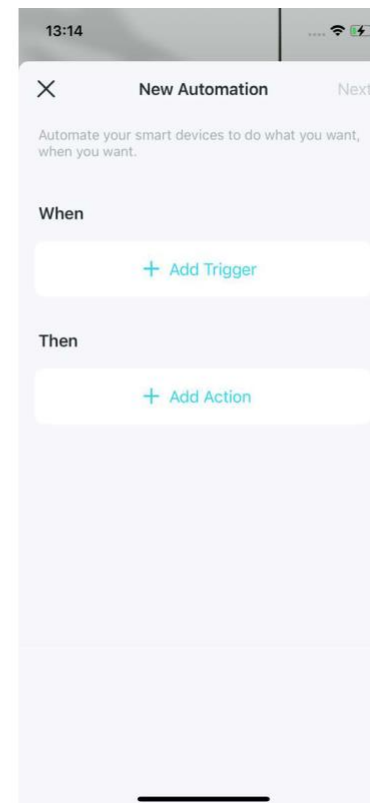 13:14
New Automation
Next
Automate your smart devices to do what you want,
when you want.
When
+ Add Trigger
Then
+ Add Action